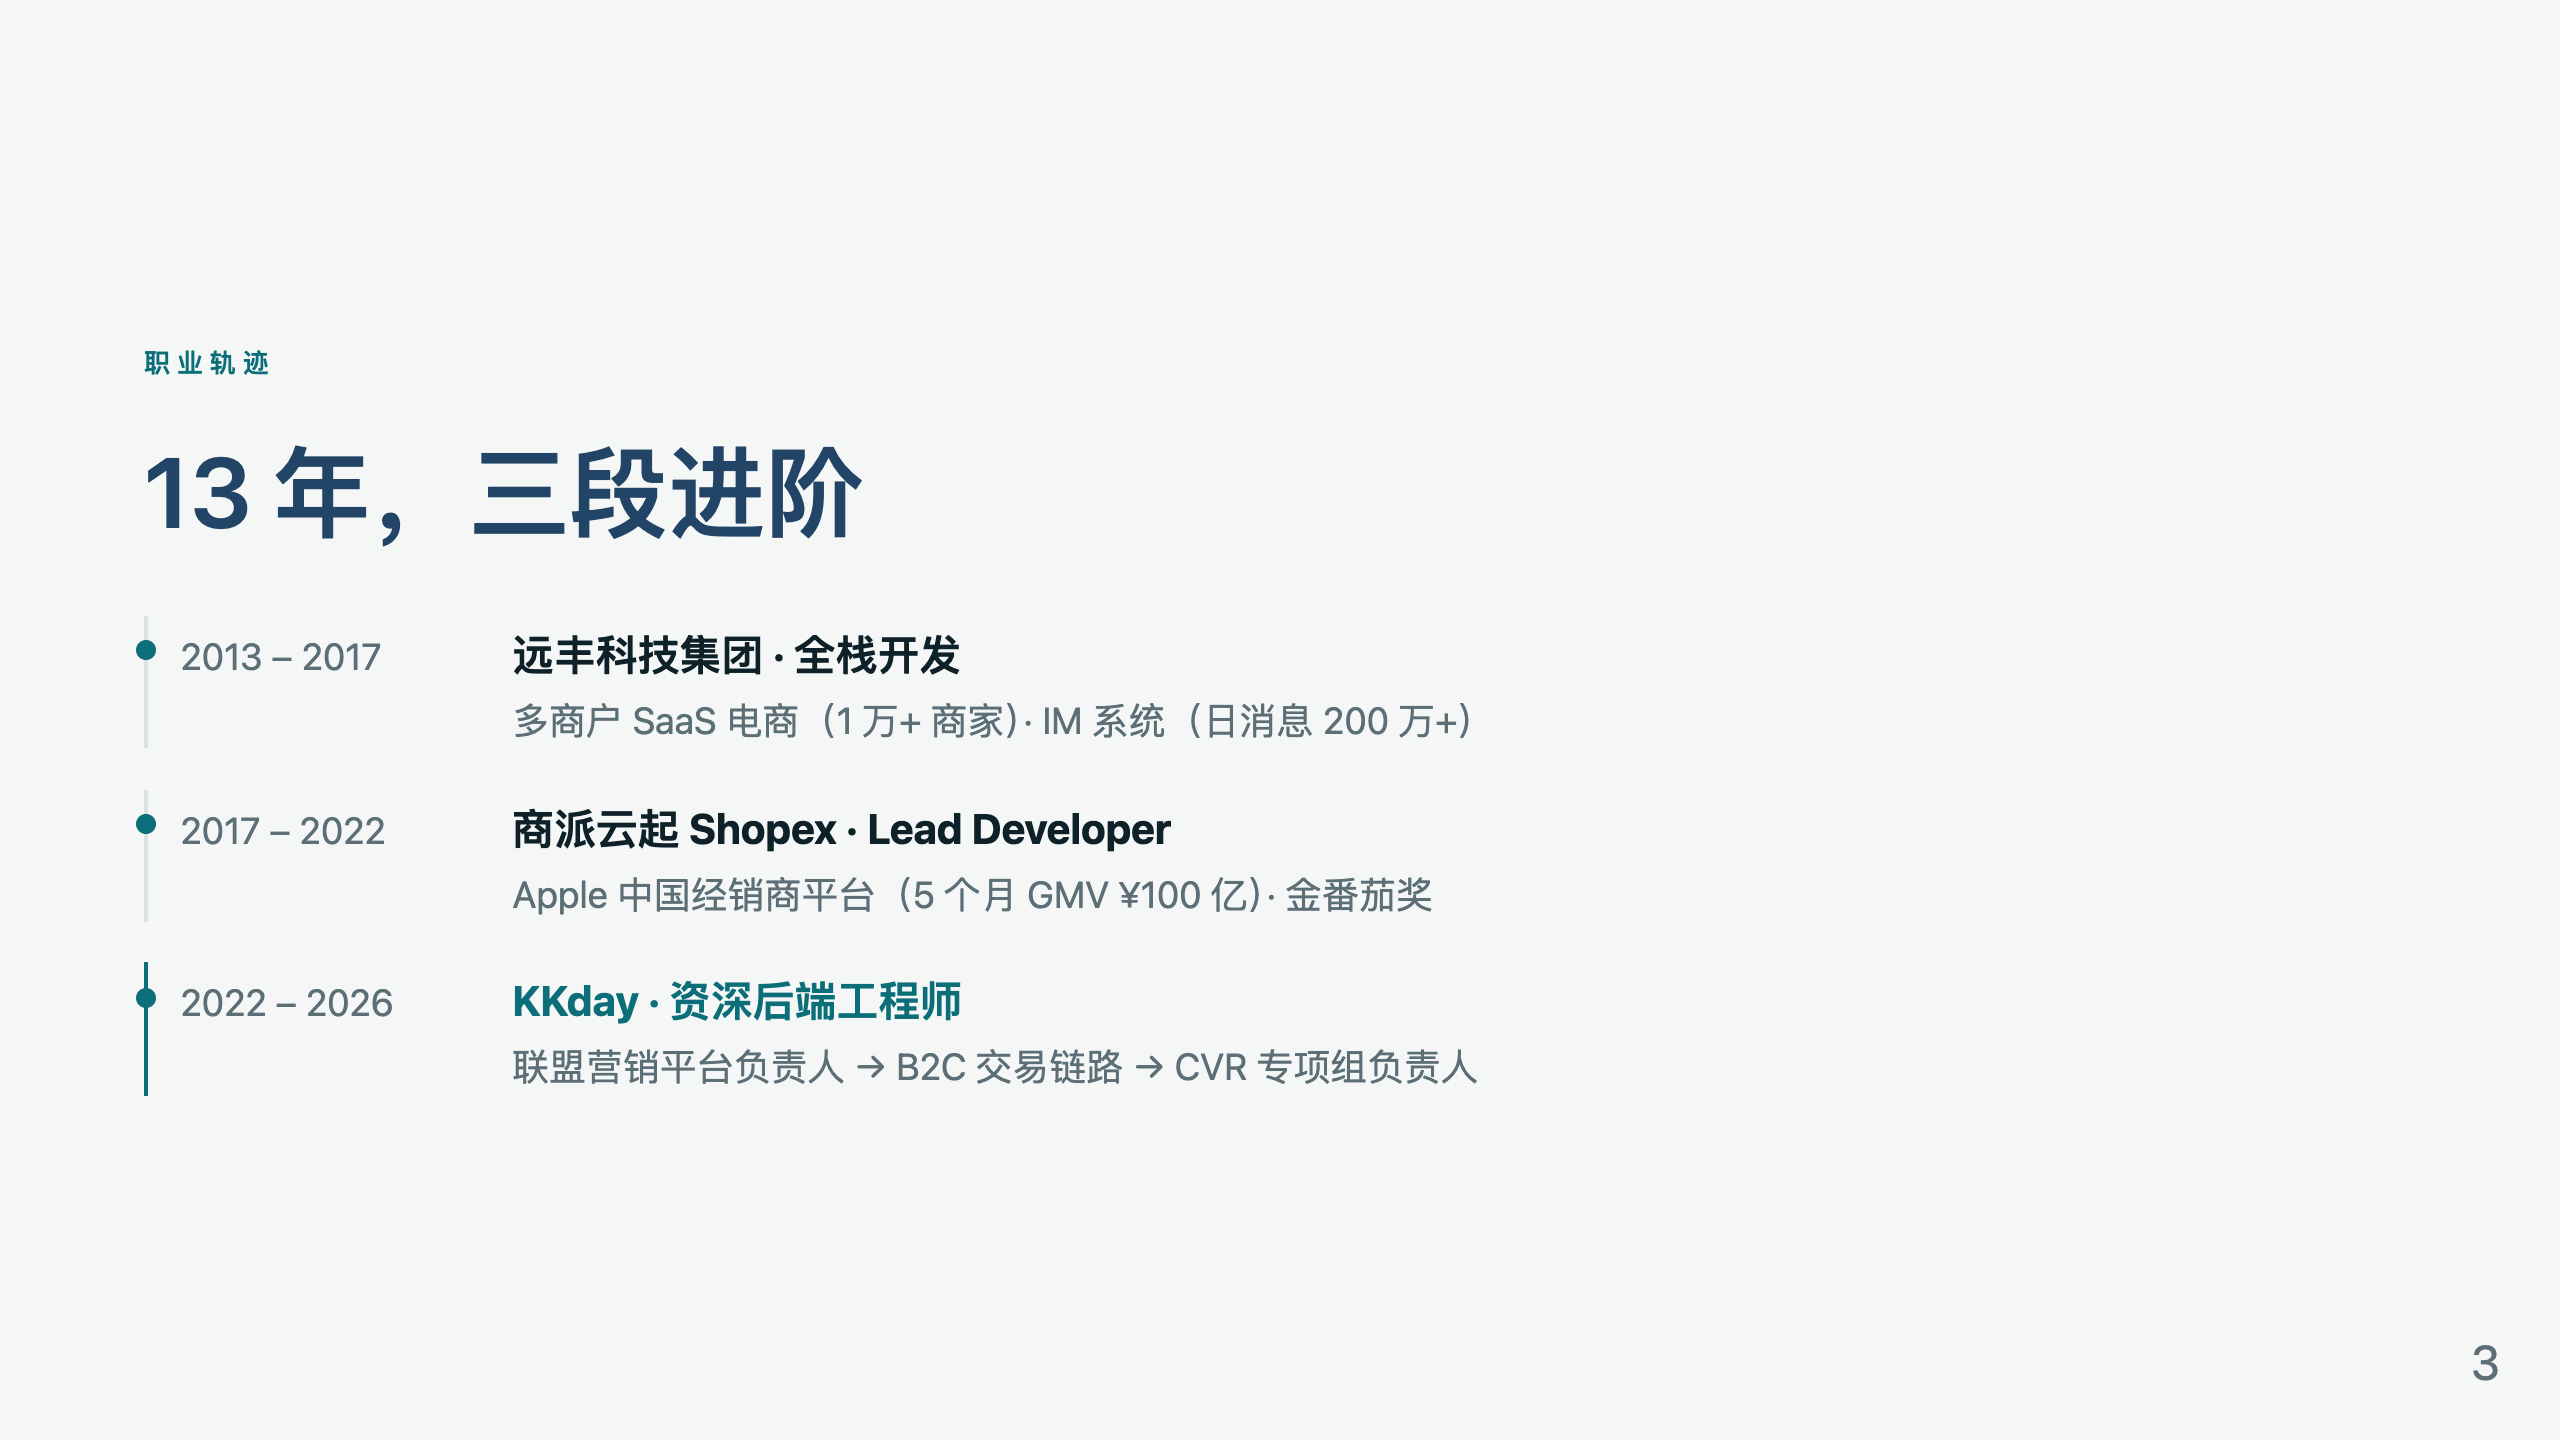 职业轨迹
13 年，三段进阶
2013 – 2017
远丰科技集团 · 全栈开发
多商户 SaaS 电商（1 万+ 商家）· IM 系统（日消息 200 万+）
2017 – 2022
商派云起 Shopex · Lead Developer
Apple 中国经销商平台（5 个月 GMV ¥100 亿）· 金番茄奖
2022 – 2026
KKday · 资深后端工程师
联盟营销平台负责人 → B2C 交易链路 → CVR 专项组负责人
3